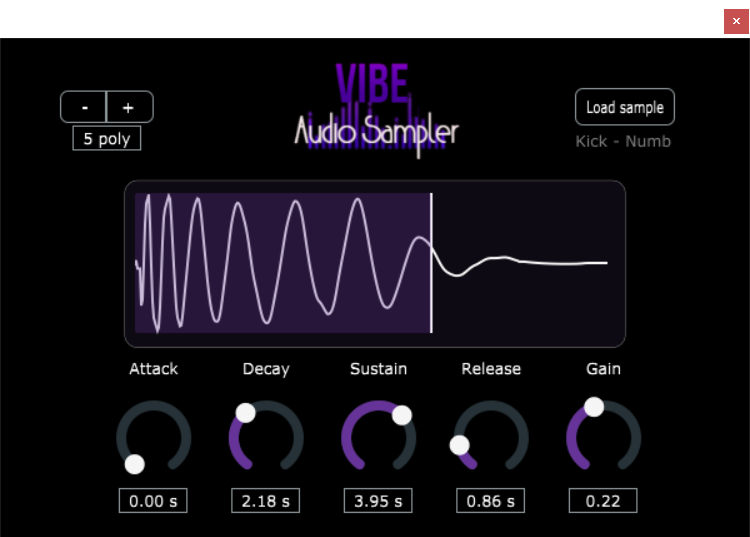 VIBE
Audio Sampler
- +
5 poly
Load sample
Kick - Numb
Attack Decay Sustain Release Gain
0.00 s 2.18 s 3.95 s 0.86 s 0.22